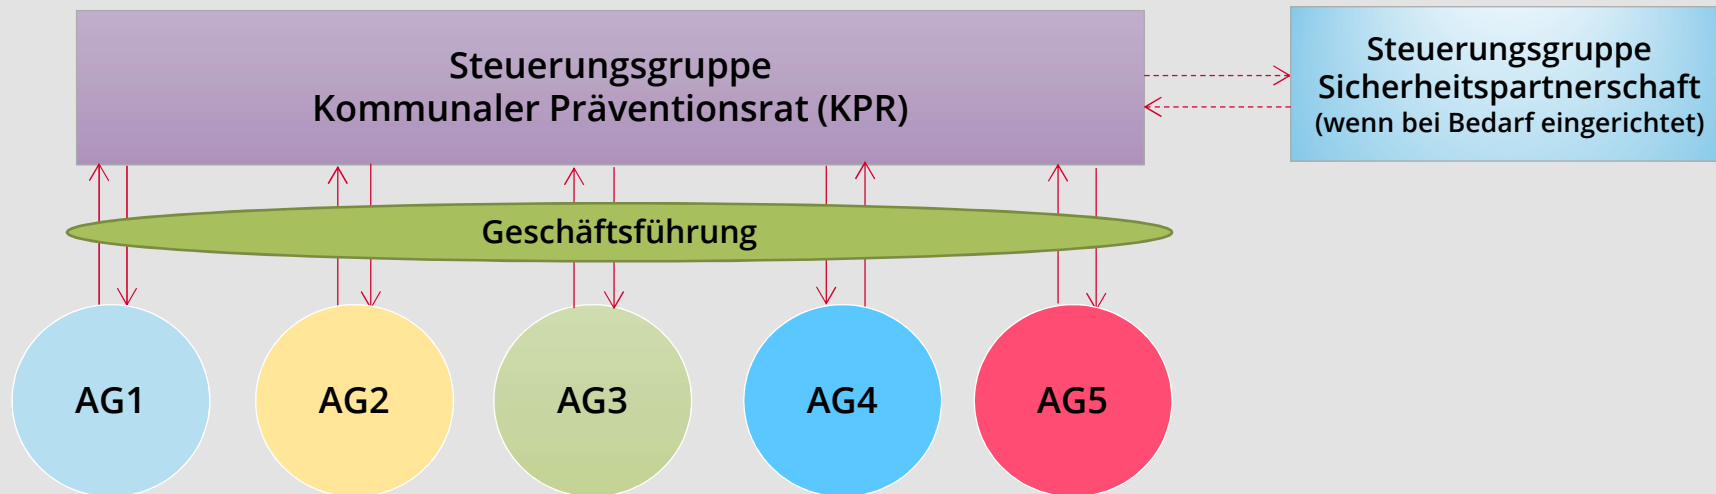 Steuerungsgruppe
Kommunaler Präventionsrat (KPR)
Steuerungsgruppe
Sicherheitspartnerschaft
(wenn bei Bedarf eingerichtet)
Geschäftsführung
AG1
AG2
AG3
AG4
AG5